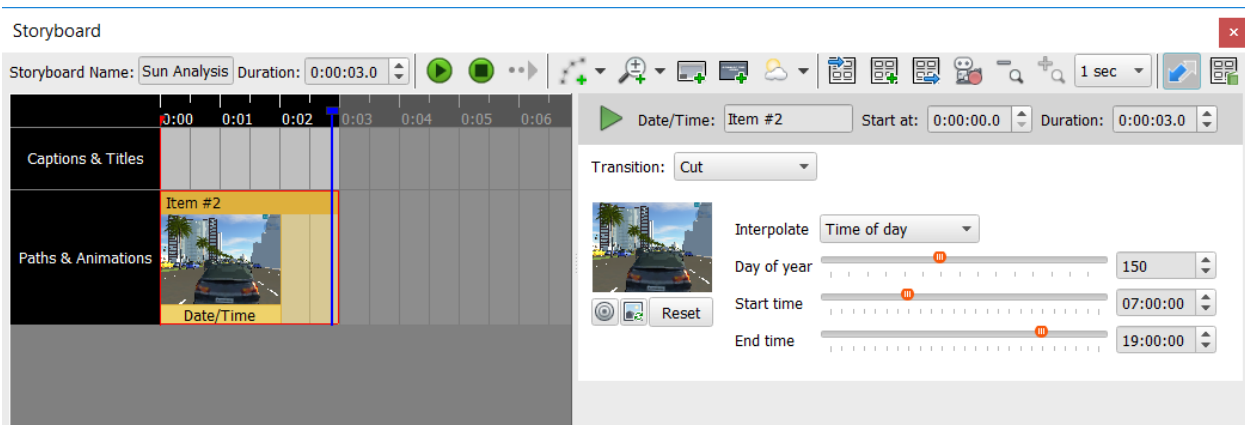 Storyboard
Storyboard Name: Sun Analysis Duration: 0:00:03.0 1 sec
0:00 0:01 0:02 0:03 0:04 0:05 0:06
Captions & Titles
Item #2
Paths & Animations
Date/Time
Date/Time: Item #2 Start at: 0:00:00.0 Duration: 0:00:03.0
Transition: Cut
Interpolate Time of day
Day of year 150
Start time 07:00:00
Reset
End time 19:00:00